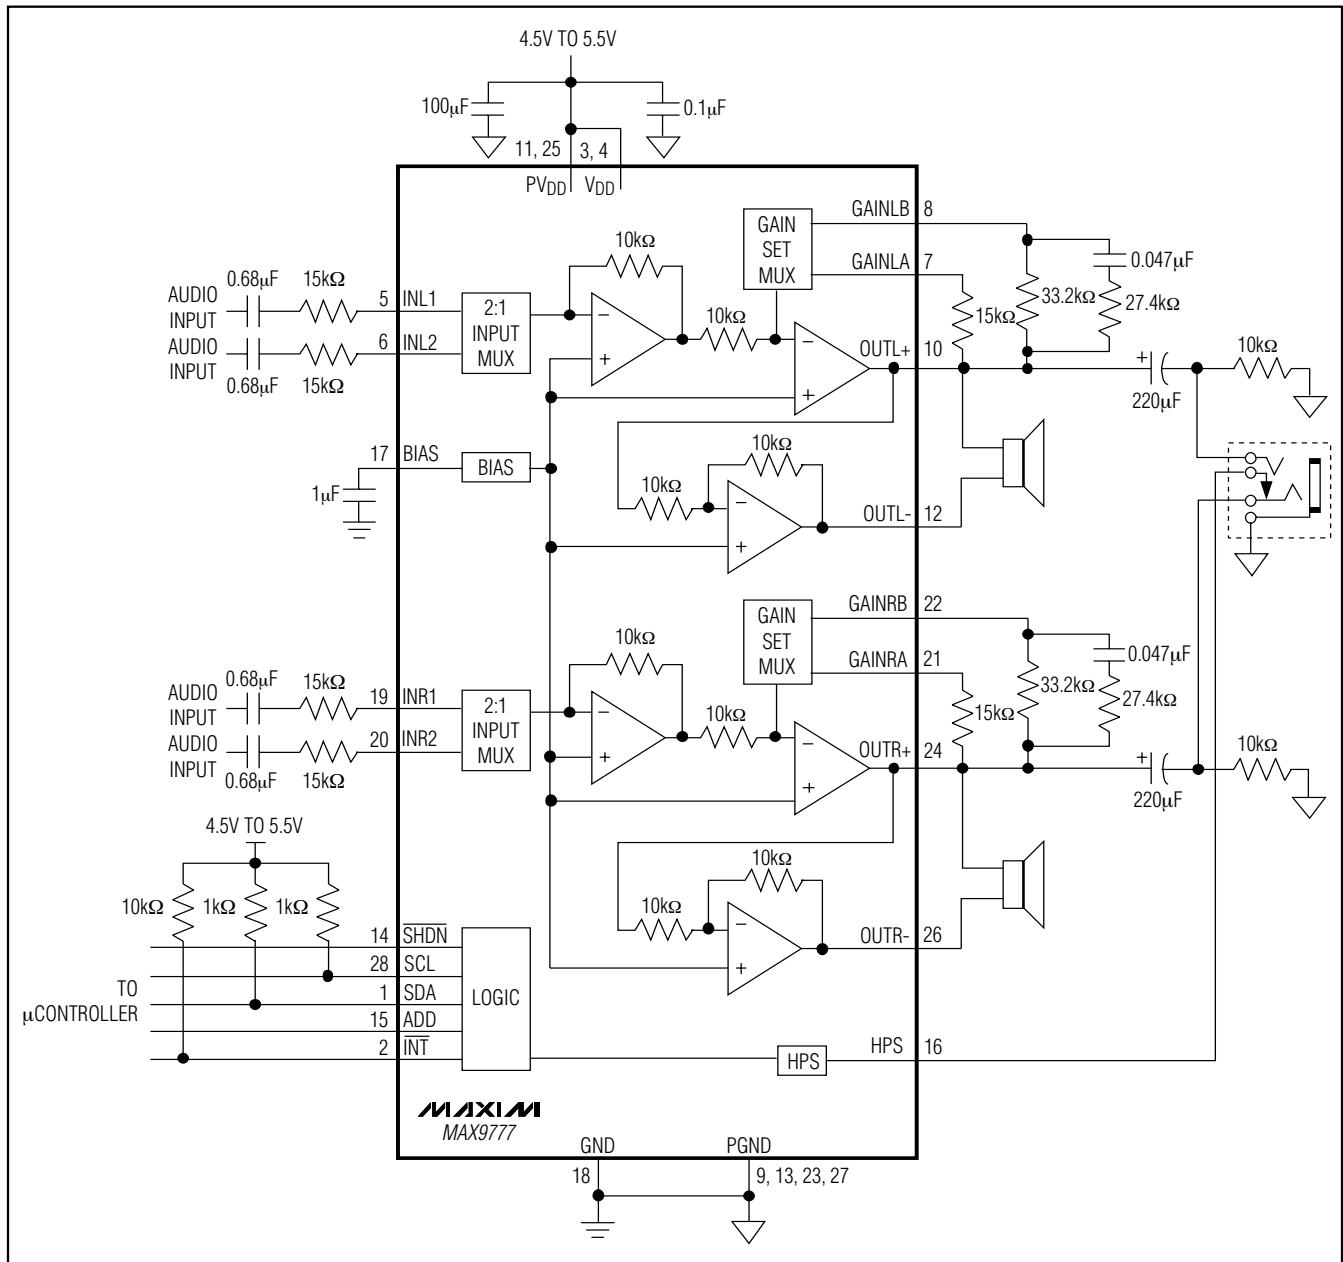 4.5V TO 5.5V
100μF
0.1μF
11, 25
3, 4
PVDD
VDD
GAINLB
8
GAIN
SET
MUX
10kΩ
GAINLA
7
0.047μF
0.68μF
15kΩ
AUDIO
INPUT
5
INL1
2:1
INPUT
MUX
10kΩ
33.2kΩ
27.4kΩ
15kΩ
AUDIO
INPUT
6
INL2
0.68μF
15kΩ
−
+
−
+
OUTL+
10
+
220μF
10kΩ
17
BIAS
BIAS
1μF
10kΩ
10kΩ
−
+
OUTL-
12
GAINRB
22
GAIN
SET
MUX
10kΩ
GAINRA
21
0.047μF
0.68μF
15kΩ
AUDIO
INPUT
19
INR1
2:1
INPUT
MUX
10kΩ
33.2kΩ
27.4kΩ
15kΩ
AUDIO
INPUT
20
INR2
0.68μF
15kΩ
−
+
−
+
OUTR+
24
+
220μF
10kΩ
4.5V TO 5.5V
10kΩ
1kΩ
1kΩ
10kΩ
10kΩ
−
+
OUTR-
26
14
SHDN
28
SCL
TO
μCONTROLLER
1
SDA
LOGIC
15
ADD
2
INT
HPS
HPS
16
MAXIM
MAX9777
GND
PGND
18
9, 13, 23, 27